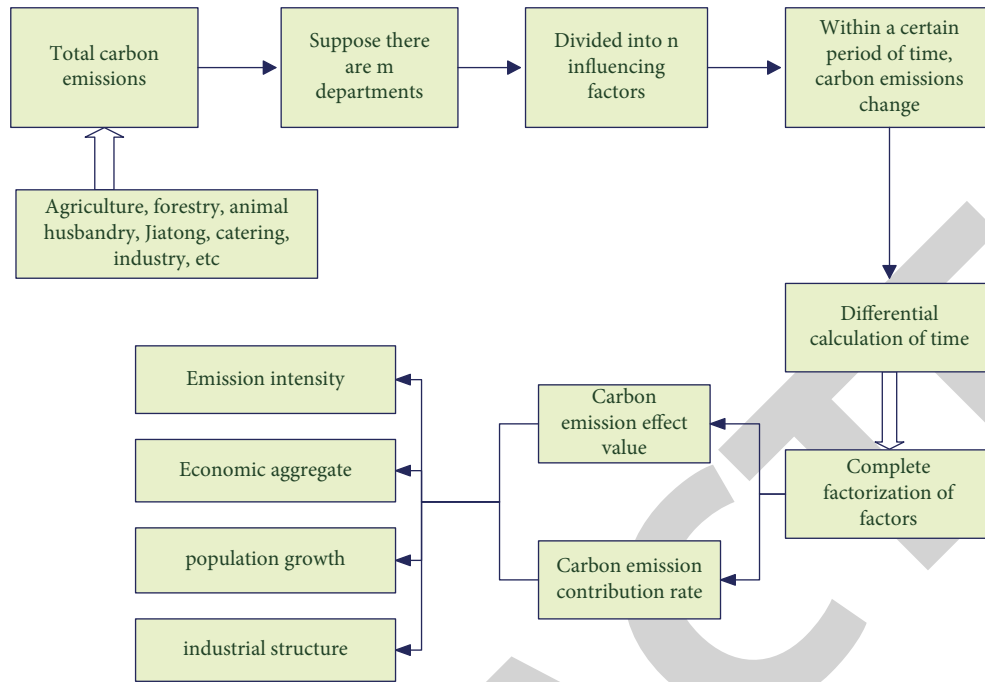 Total carbon
emissions
Suppose there
are m
departments
Divided into n
influencing
factors
Within a certain
period of time,
carbon emissions
change
Agriculture, forestry, animal
husbandry, Jiatong, catering,
industry, etc
Differential
calculation of time
Complete
factorization of
factors
Carbon
emission effect
value
Carbon emission
contribution rate
Emission intensity
Economic aggregate
population growth
industrial structure